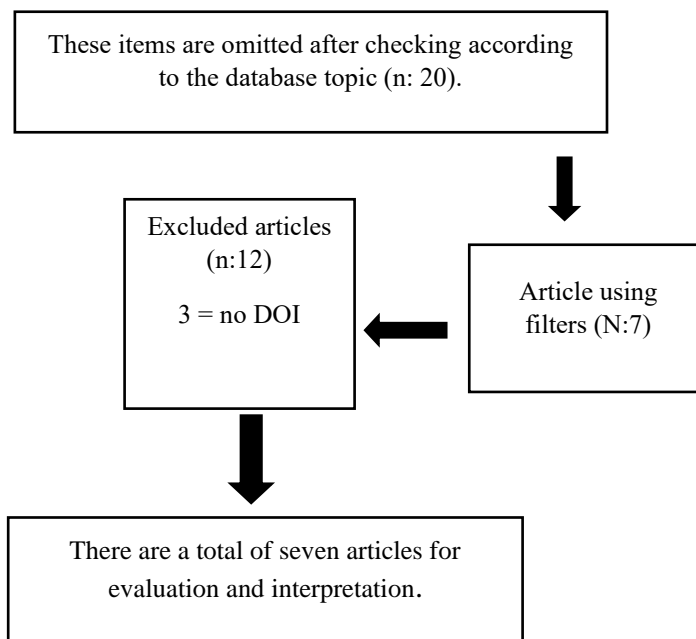 These items are omitted after checking according
to the database topic (n: 20).
Excluded articles
(n:12)
3 = no DOI
Article using
filters (N:7)
There are a total of seven articles for
evaluation and interpretation.